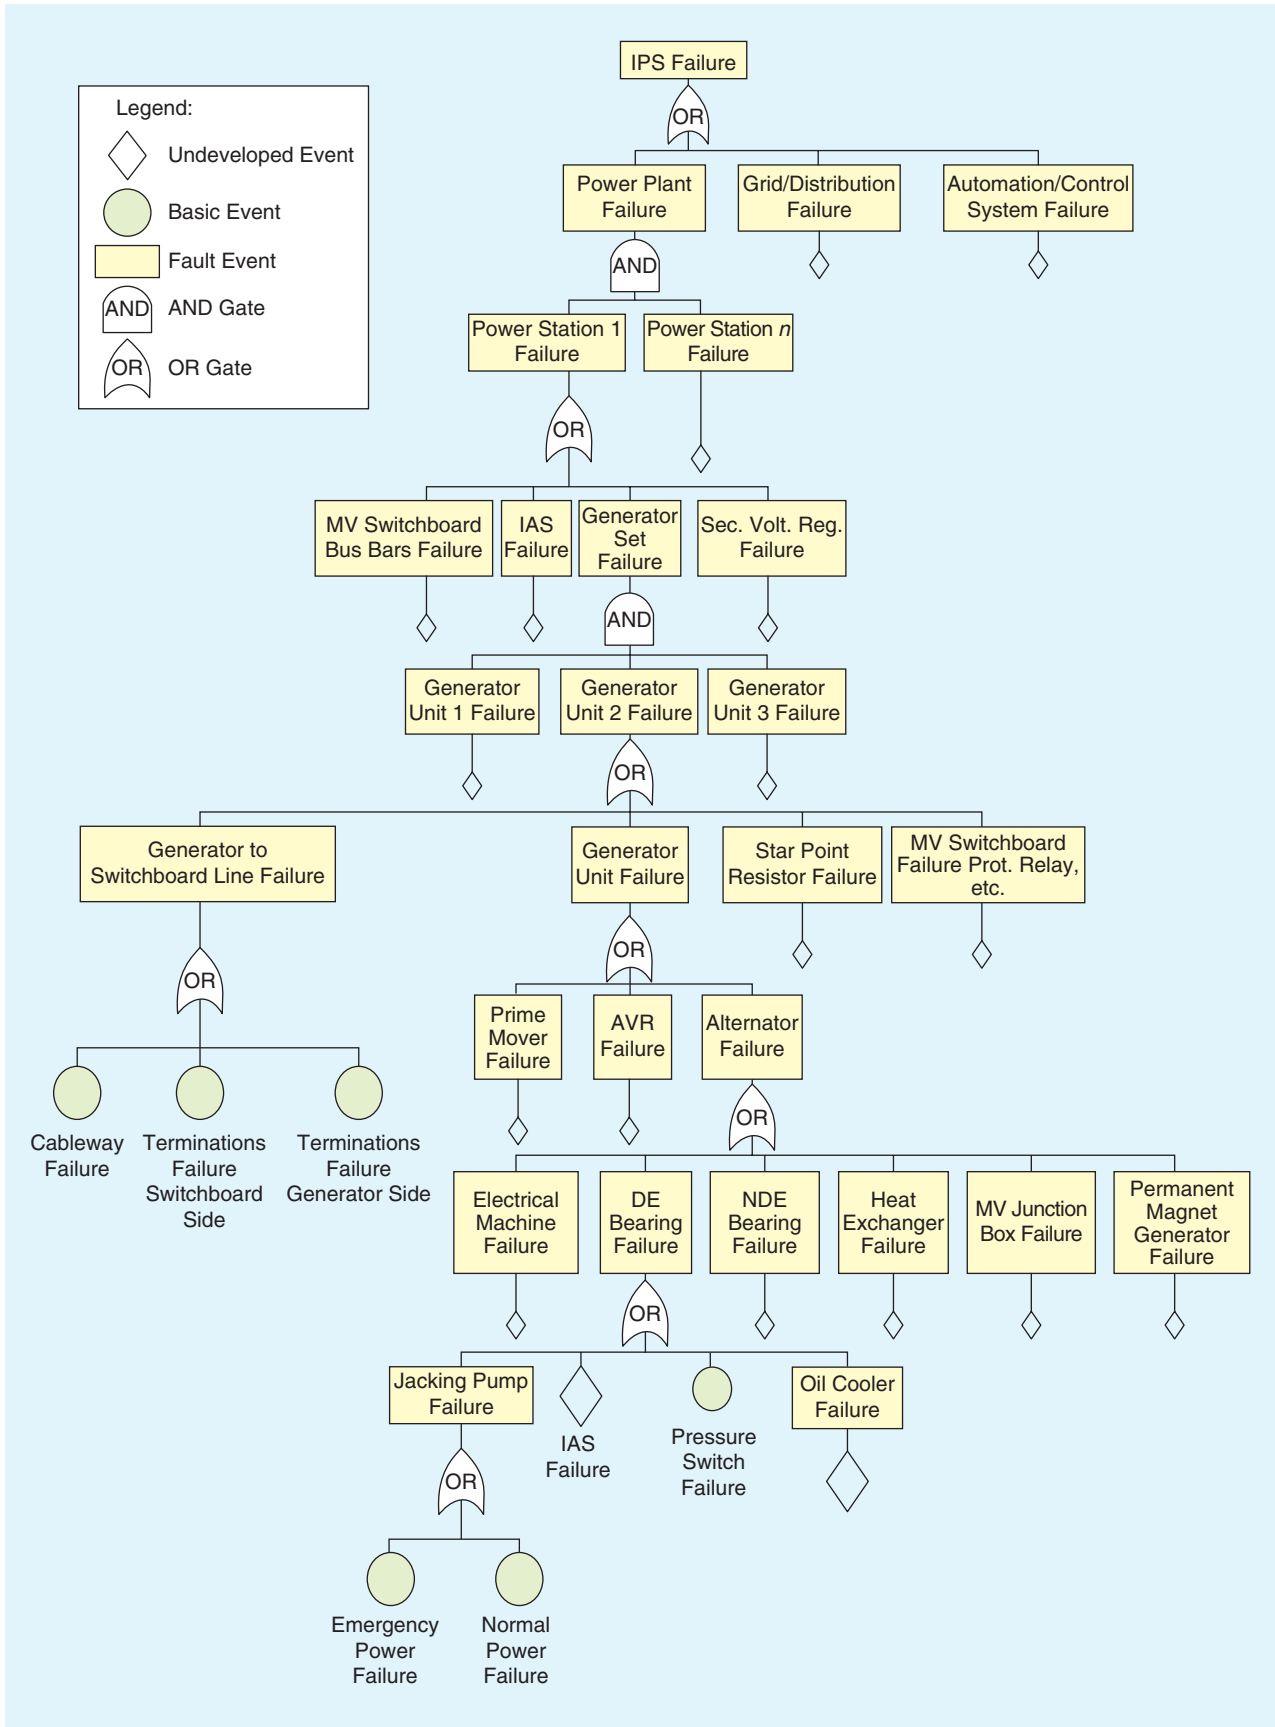 IPS Failure
OR
Legend:
Undeveloped Event
Basic Event
Fault Event
AND
AND Gate
OR
OR Gate
Power Plant
Failure
Grid/Distribution
Failure
Automation/Control
System Failure
AND
Power Station 1
Failure
Power Station n
Failure
OR
MV Switchboard
Bus Bars Failure
IAS
Failure
Generator
Set
Failure
Sec. Volt. Reg.
Failure
AND
Generator
Unit 1 Failure
Generator
Unit 2 Failure
Generator
Unit 3 Failure
OR
Generator to
Switchboard Line Failure
Generator
Unit Failure
Star Point
Resistor Failure
MV Switchboard
Failure Prot. Relay,
etc.
OR
OR
Cableway
Failure
Terminations
Failure
Switchboard
Side
Terminations
Failure
Generator Side
Prime
Mover
Failure
AVR
Failure
Alternator
Failure
OR
Electrical
Machine
Failure
DE
Bearing
Failure
NDE
Bearing
Failure
Heat
Exchanger
Failure
MV Junction
Box Failure
Permanent
Magnet
Generator
Failure
OR
Jacking Pump
Failure
IAS
Failure
Pressure
Switch
Failure
Oil Cooler
Failure
OR
Emergency
Power
Failure
Normal
Power
Failure